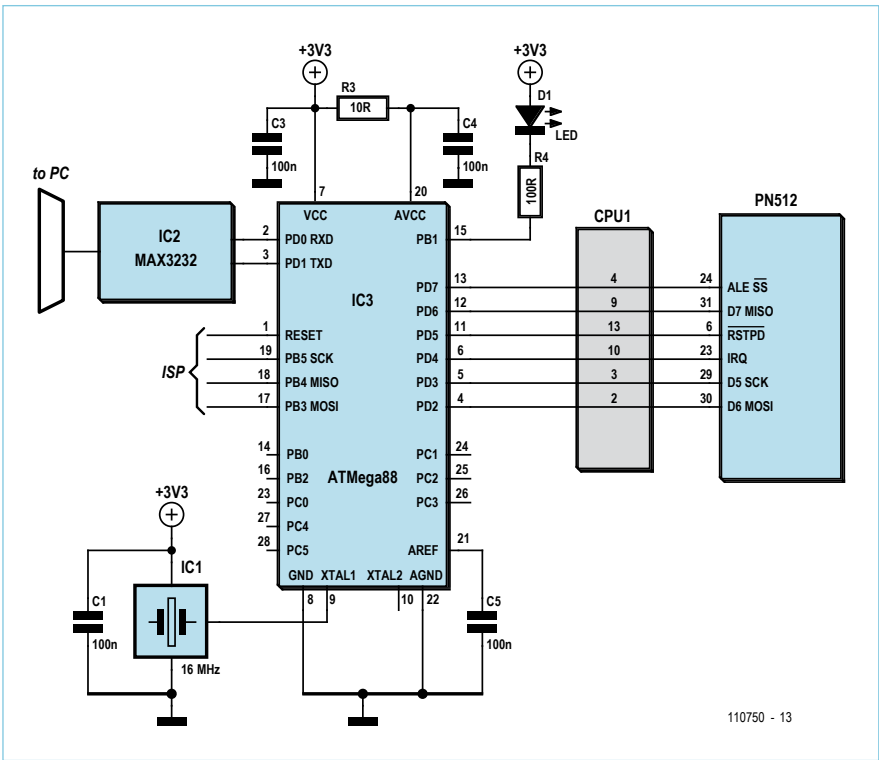 +3V3
+3V3
R3
10R
D1
LED
C3
100n
C4
100n
R4
100R
to PC
7
20
VCC
AVCC
CPU1
PN512
IC2
MAX3232
2
PD0 RXD
3
PD1 TXD
PB1
15
IC3
PD7
13
4
24
ALE SS
PD6
12
9
31
D7 MISO
1
RESET
PD5
11
13
6
RSTPD
ISP
19
PB5 SCK
PD4
6
10
23
IRQ
18
PB4 MISO
PD3
5
3
29
D5 SCK
17
PB3 MOSI
PD2
4
2
30
D6 MOSI
14
PB0
PC1
24
16
PB2
ATMega88
PC2
25
23
PC0
PC3
26
27
PC4
28
PC5
AREF
21
GND
XTAL1
XTAL2
AGND
8
9
10
22
+3V3
IC1
C1
100n
16 MHz
C5
100n
110750 - 13